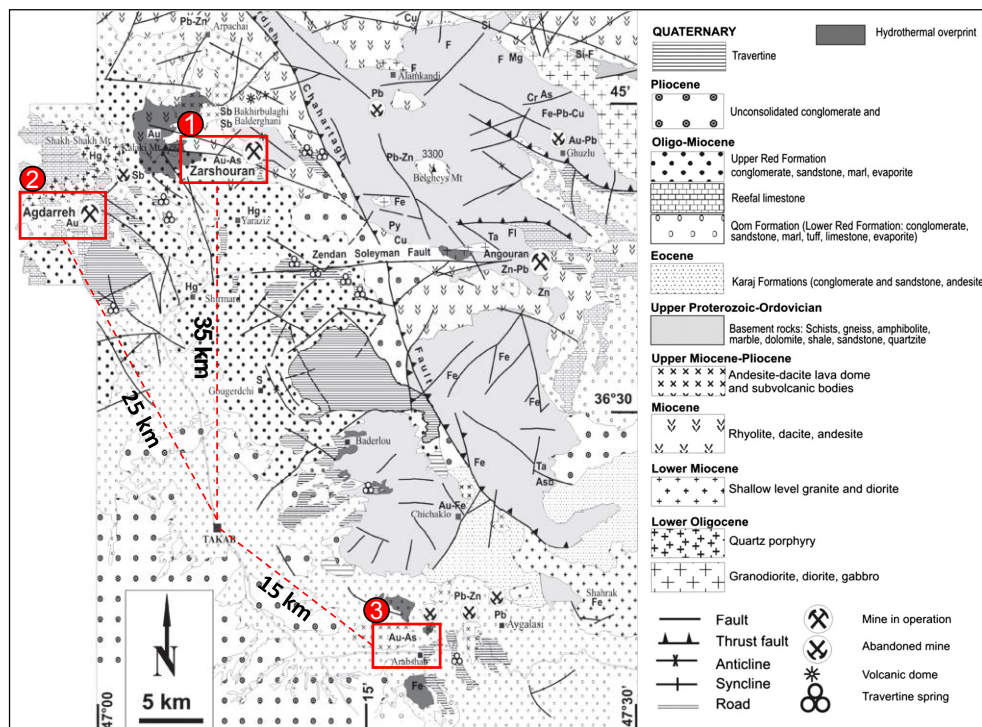 Pb-Zn
Arpachai
Cu
Si
F
F
Mg
Si-F
F
Alamkandi
45'
Pb
Cr
As
Fe-Pb-Cu
Chahartagh
Sb
Bakhirbulaghi
Sb
Balderghani
Au
1
Shakh-Shakh Mt
Hg
Au-As
Zarshouran
Au-Pb
Ghuzlu
Pb-Zn
3300
Belgheys Mt
2
Sb
Agdarreh
Au
Hg
Yaraziz
Fe
Py
Cu
Ta
Fl
Zendan Soleyman Fault
Angouran
Zn-Pb
Zn
Hg
Shirmard
35 km
25 km
S
Gougerdchi
Fault
Fe
Fe
Fe
36°30
Baderlou
Fe
Ta
Asb
Au-Fe
Chichaklo
TAKAB
15 km
Shahrak
Fe
3
Pb-Zn
Pb
Aygalasi
Au-As
Arabshah
Fe
N
5 km
47°00
15'
47°30
QUATERNARY
Travertine
Hydrothermal overprint
Pliocene
Unconsolidated conglomerate and
Oligo-Miocene
Upper Red Formation
conglomerate, sandstone, marl, evaporite
Reefal limestone
Qom Formation (Lower Red Formation: conglomerate,
sandstone, marl, tuff, limestone, evaporite)
Eocene
Karaj Formations (conglomerate and sandstone, andesite
Upper Proterozoic-Ordovician
Basement rocks: Schists, gneiss, amphibolite,
marble, dolomite, shale, sandstone, quartzite
Upper Miocene-Pliocene
Andesite-dacite lava dome
and subvolcanic bodies
Miocene
Rhyolite, dacite, andesite
Lower Miocene
Shallow level granite and diorite
Lower Oligocene
Quartz porphyry
Granodiorite, diorite, gabbro
Fault
Thrust fault
Anticline
Syncline
Road
Mine in operation
Abandoned mine
Volcanic dome
Travertine spring